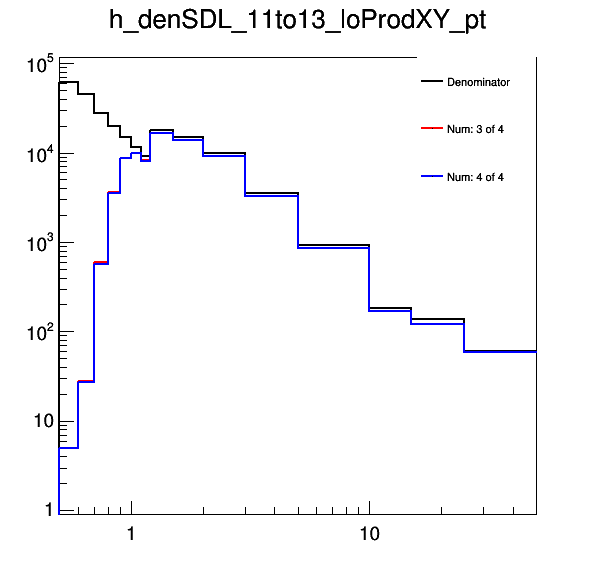 h_denSDL_11to13_loProdXY_pt
10^5
Denominator
Num: 3 of 4
10^4
Num: 4 of 4
10^3
10^2
10
1
1 10